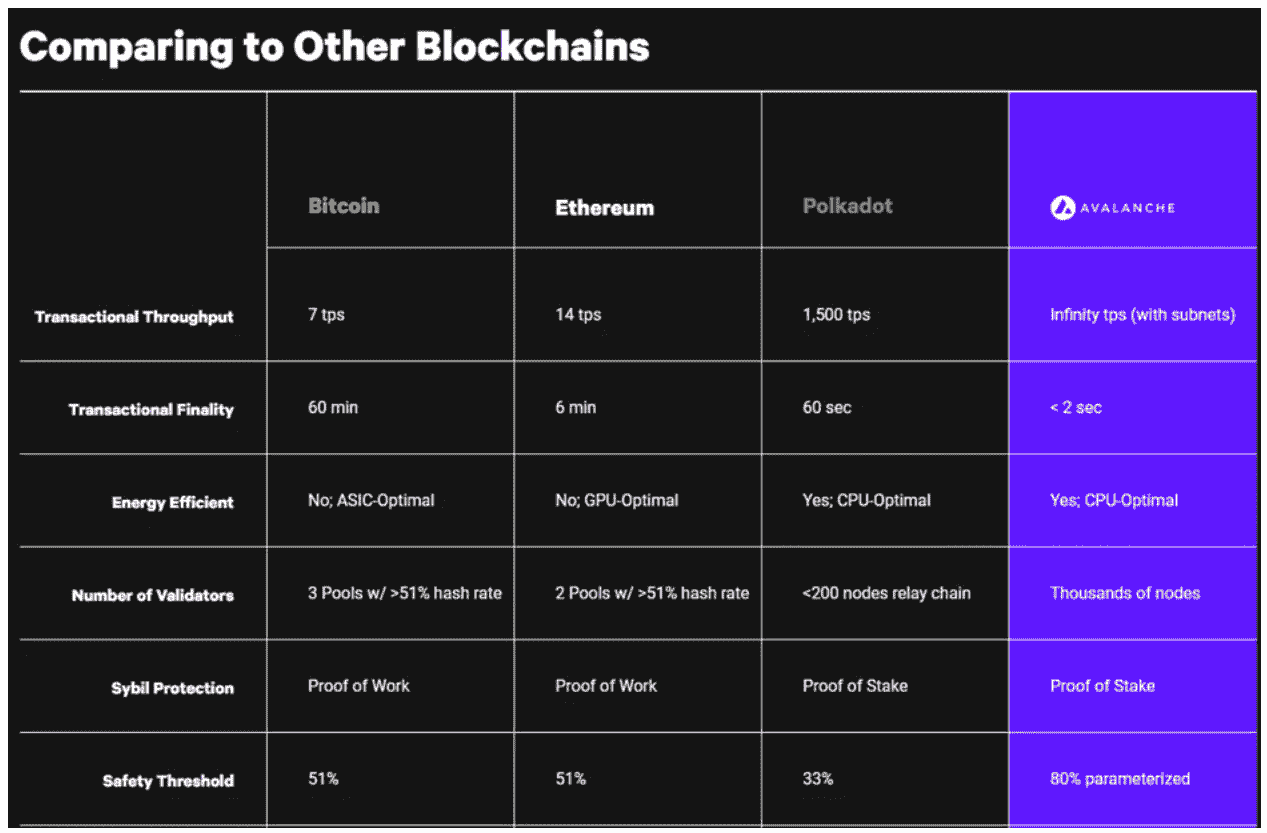 Comparing to Other Blockchains
Bitcoin Ethereum Polkadot AVALANCHE
Transactional Throughput 7 tps 14 tps 1,500 tps Infinity tps (with subnets)
Transactional Finality 60 min 6 min 60 sec < 2 sec
Energy Efficient No; ASIC-Optimal No; GPU-Optimal Yes; CPU-Optimal Yes; CPU-Optimal
Number of Validators 3 Pools w/ >51% hash rate 2 Pools w/ >51% hash rate <200 nodes relay chain Thousands of nodes
Sybil Protection Proof of Work Proof of Work Proof of Stake Proof of Stake
Safety Threshold 51% 51% 33% 80% parameterized